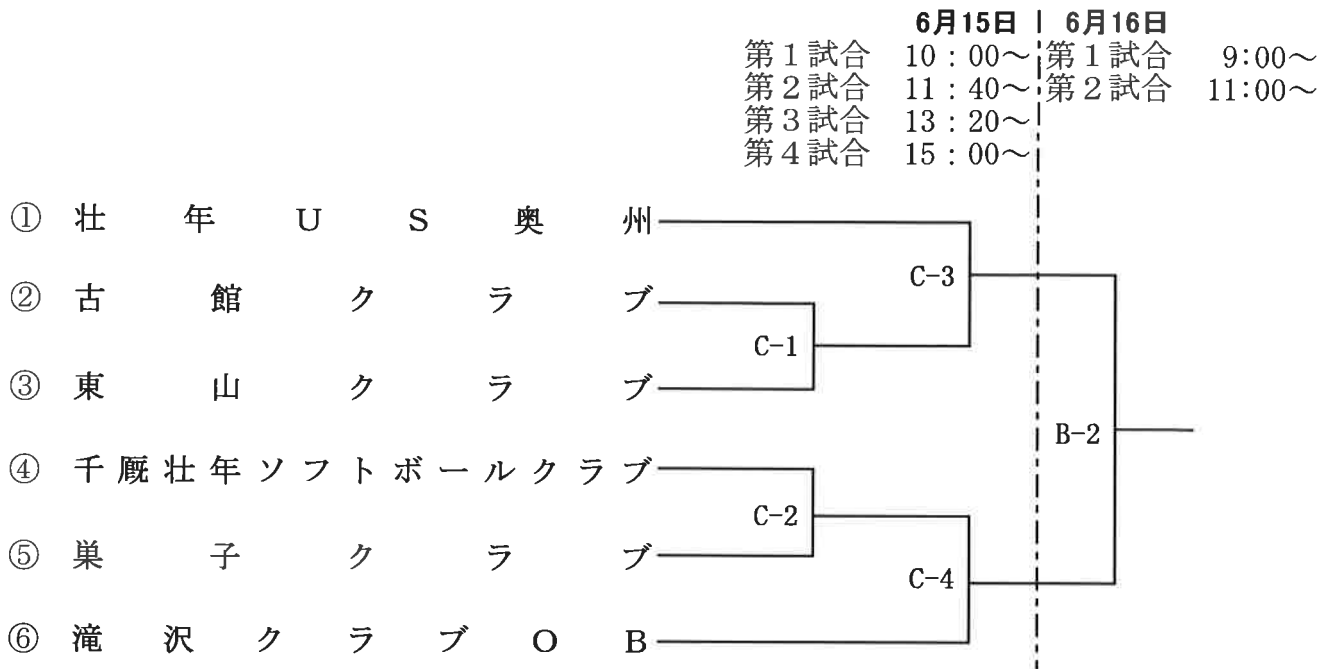 6月15日 6月16日
第1試合 10：00～ 第1試合 9:00～
第2試合 11：40～ 第2試合 11:00～
第3試合 13：20～
第4試合 15：00～
① 壮年US奥州
C-3
② 古館クラブ
C-1
③ 東山クラブ
B-2
④ 千厩壮年ソフトボールクラブ
C-2
⑤ 巣子クラブ
C-4
⑥ 滝沢クラブOB